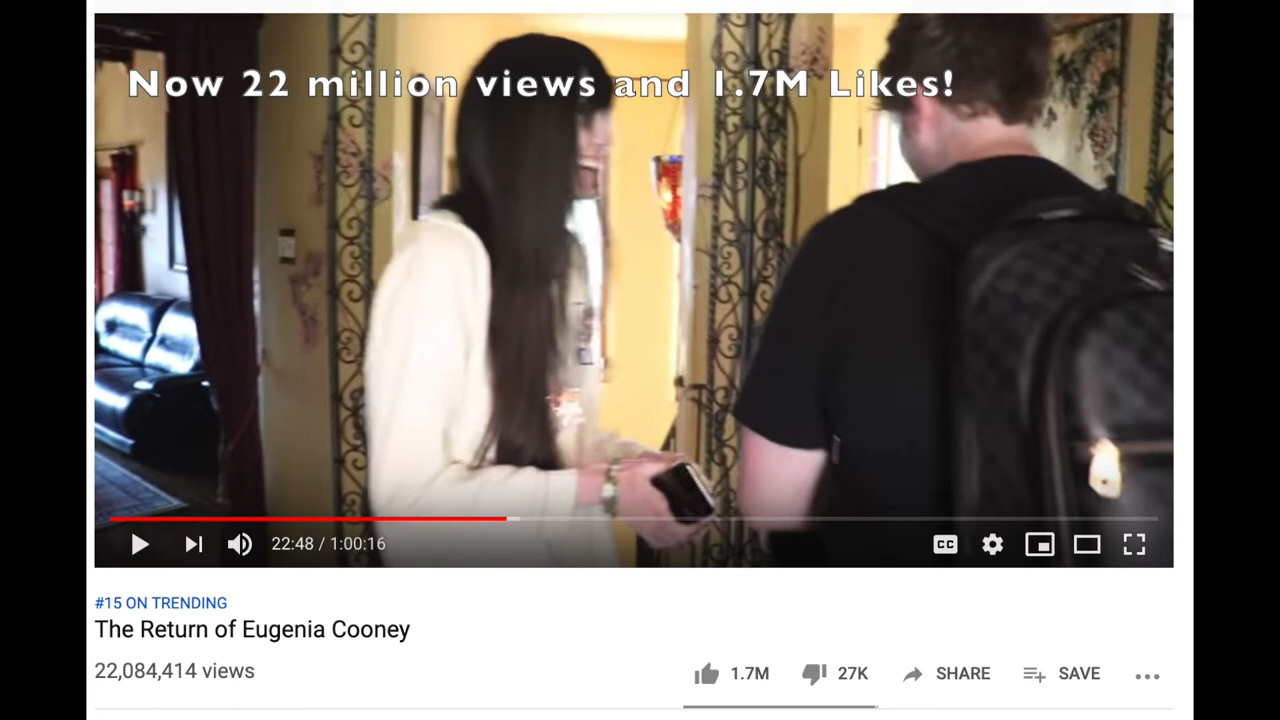 Now 22 million views and 1.7M Likes!
22:48 / 1:00:16
CC
#15 ON TRENDING
The Return of Eugenia Cooney
22,084,414 views
1.7M 27K SHARE SAVE